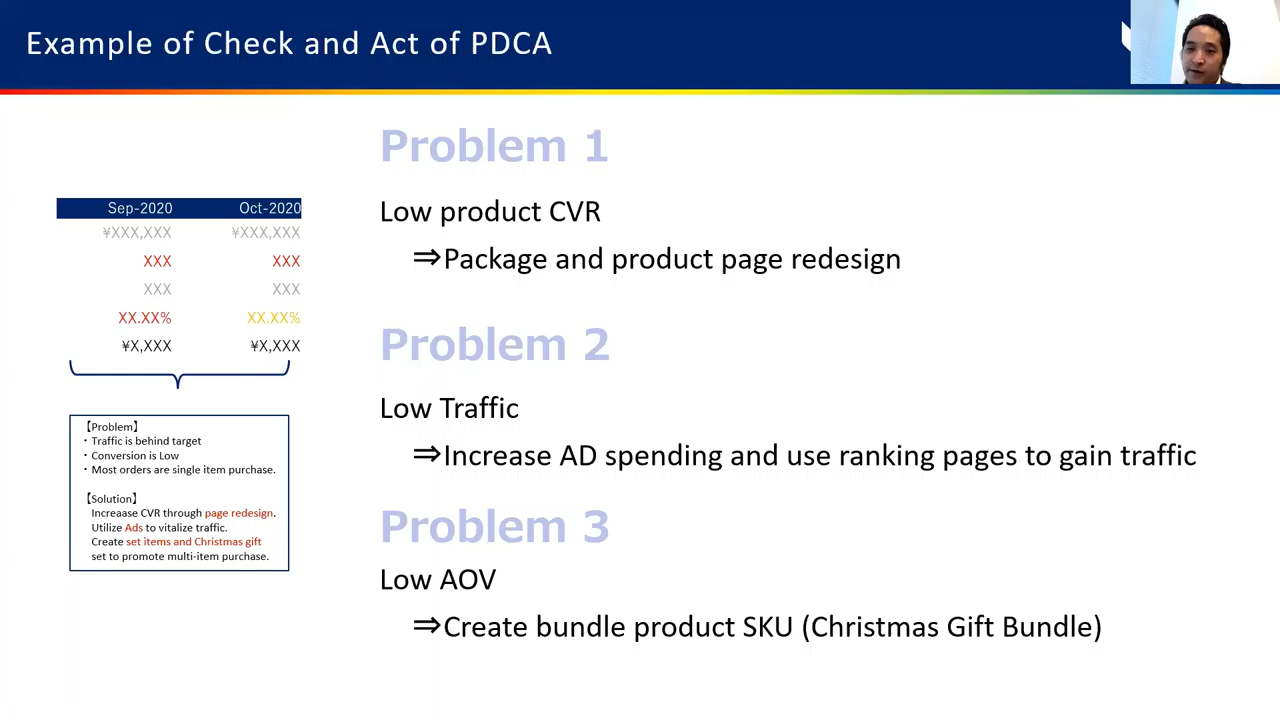 Example of Check and Act of PDCA
Sep-2020 Oct-2020
¥XXX,XXX ¥XXX,XXX
XXX XXX
XXX XXX
XX.XX% XX.XX%
¥X,XXX ¥X,XXX
【Problem】
・Traffic is behind target
・Conversion is Low
・Most orders are single item purchase.
【Solution】
Increaase CVR through page redesign.
Utilize Ads to vitalize traffic.
Create set items and Christmas gift
set to promote multi-item purchase.
Problem 1
Low product CVR
⇒Package and product page redesign
Problem 2
Low Traffic
⇒Increase AD spending and use ranking pages to gain traffic
Problem 3
Low AOV
⇒Create bundle product SKU (Christmas Gift Bundle)